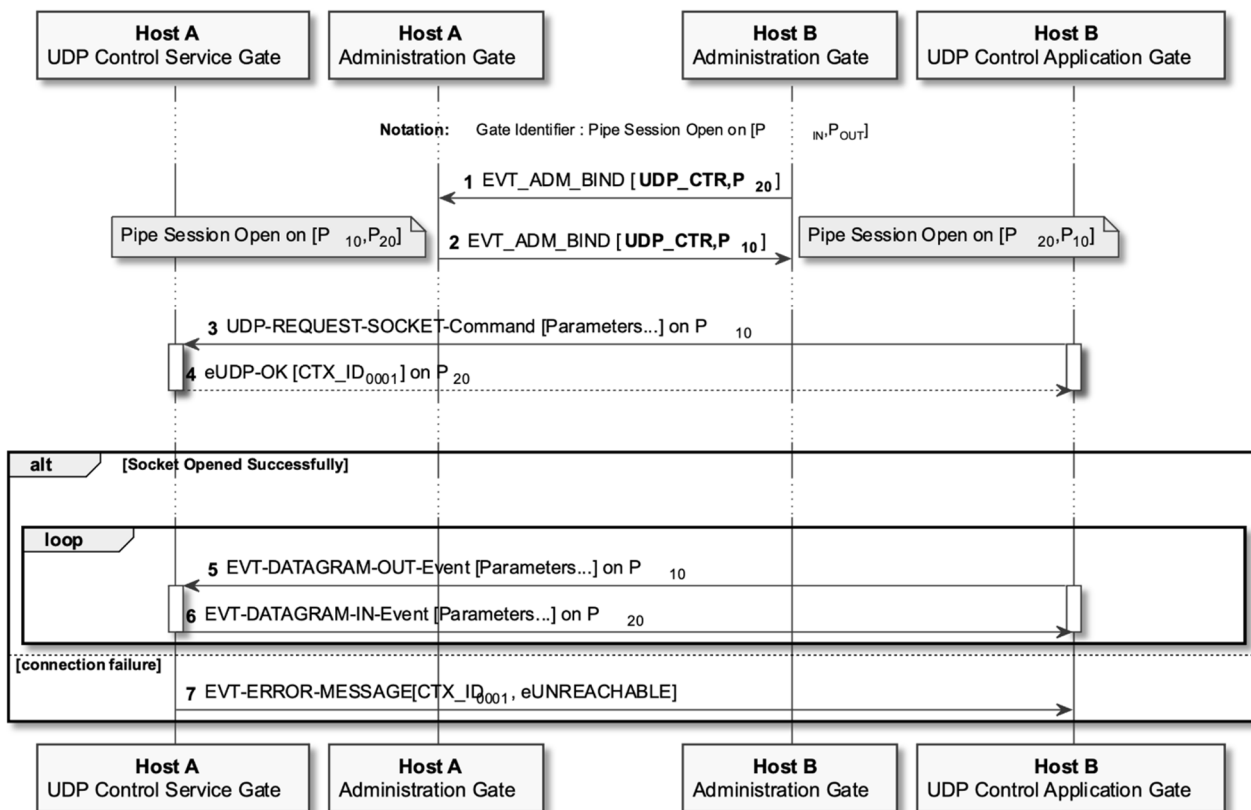 Host A
UDP Control Service Gate
Host A
Administration Gate
Host B
Administration Gate
Host B
UDP Control Application Gate
Notation: Gate Identifier : Pipe Session Open on [P IN,POUT]
1 EVT_ADM_BIND [UDP_CTR,P 20]
Pipe Session Open on [P 10,P20]
2 EVT_ADM_BIND [UDP_CTR,P 10]
Pipe Session Open on [P 20,P10]
3 UDP-REQUEST-SOCKET-Command [Parameters...] on P 10
4 eUDP-OK [CTX_ID0001] on P 20
alt [Socket Opened Successfully]
loop
5 EVT-DATAGRAM-OUT-Event [Parameters...] on P 10
6 EVT-DATAGRAM-IN-Event [Parameters...] on P 20
[connection failure]
7 EVT-ERROR-MESSAGE[CTX_ID0001, eUNREACHABLE]
Host A
UDP Control Service Gate
Host A
Administration Gate
Host B
Administration Gate
Host B
UDP Control Application Gate